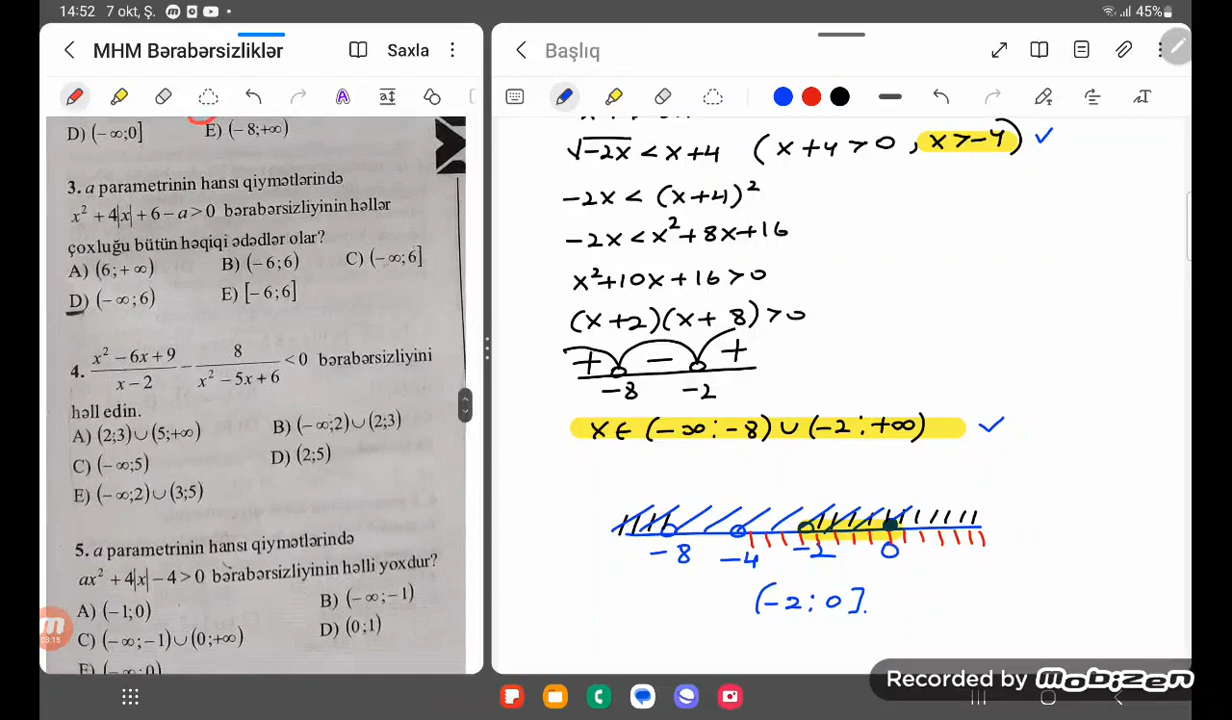 14:52 7 okt, Ş. 45%
MHM Bərabərsizliklər Saxla
D) (−∞;0] E) (−8;+∞)
3. a parametrinin hansı qiymətlərində
x² + 4|x| + 6 − a > 0 bərabərsizliyinin həllər
çoxluğu bütün həqiqi ədədlər olar?
A) (6;+∞) B) (−6;6) C) (−∞;6]
D) (−∞;6) E) [−6;6]
4. (x² − 6x + 9)/(x − 2) − 8/(x² − 5x + 6) < 0 bərabərsizliyini
həll edin.
A) (2;3)∪(5;+∞) B) (−∞;2)∪(2;3)
C) (−∞;5) D) (2;5)
E) (−∞;2)∪(3;5)
5. a parametrinin hansı qiymətlərində
ax² + 4|x| − 4 > 0 bərabərsizliyinin həlli yoxdur?
A) (−1;0) B) (−∞;−1)
C) (−∞;−1)∪(0;+∞) D) (0;1)
E) (−∞;0)
03:15
Başlıq
√−2x < x+4 (x+4>0, x>−4) ✓
−2x < (x+4)²
−2x < x²+8x+16
x²+10x+16>0
(x+2)(x+8)>0
+ − +
−8 −2
x∈(−∞;−8)∪(−2;+∞) ✓
−8 −4 −2 0
(−2;0].
Recorded by mobizen